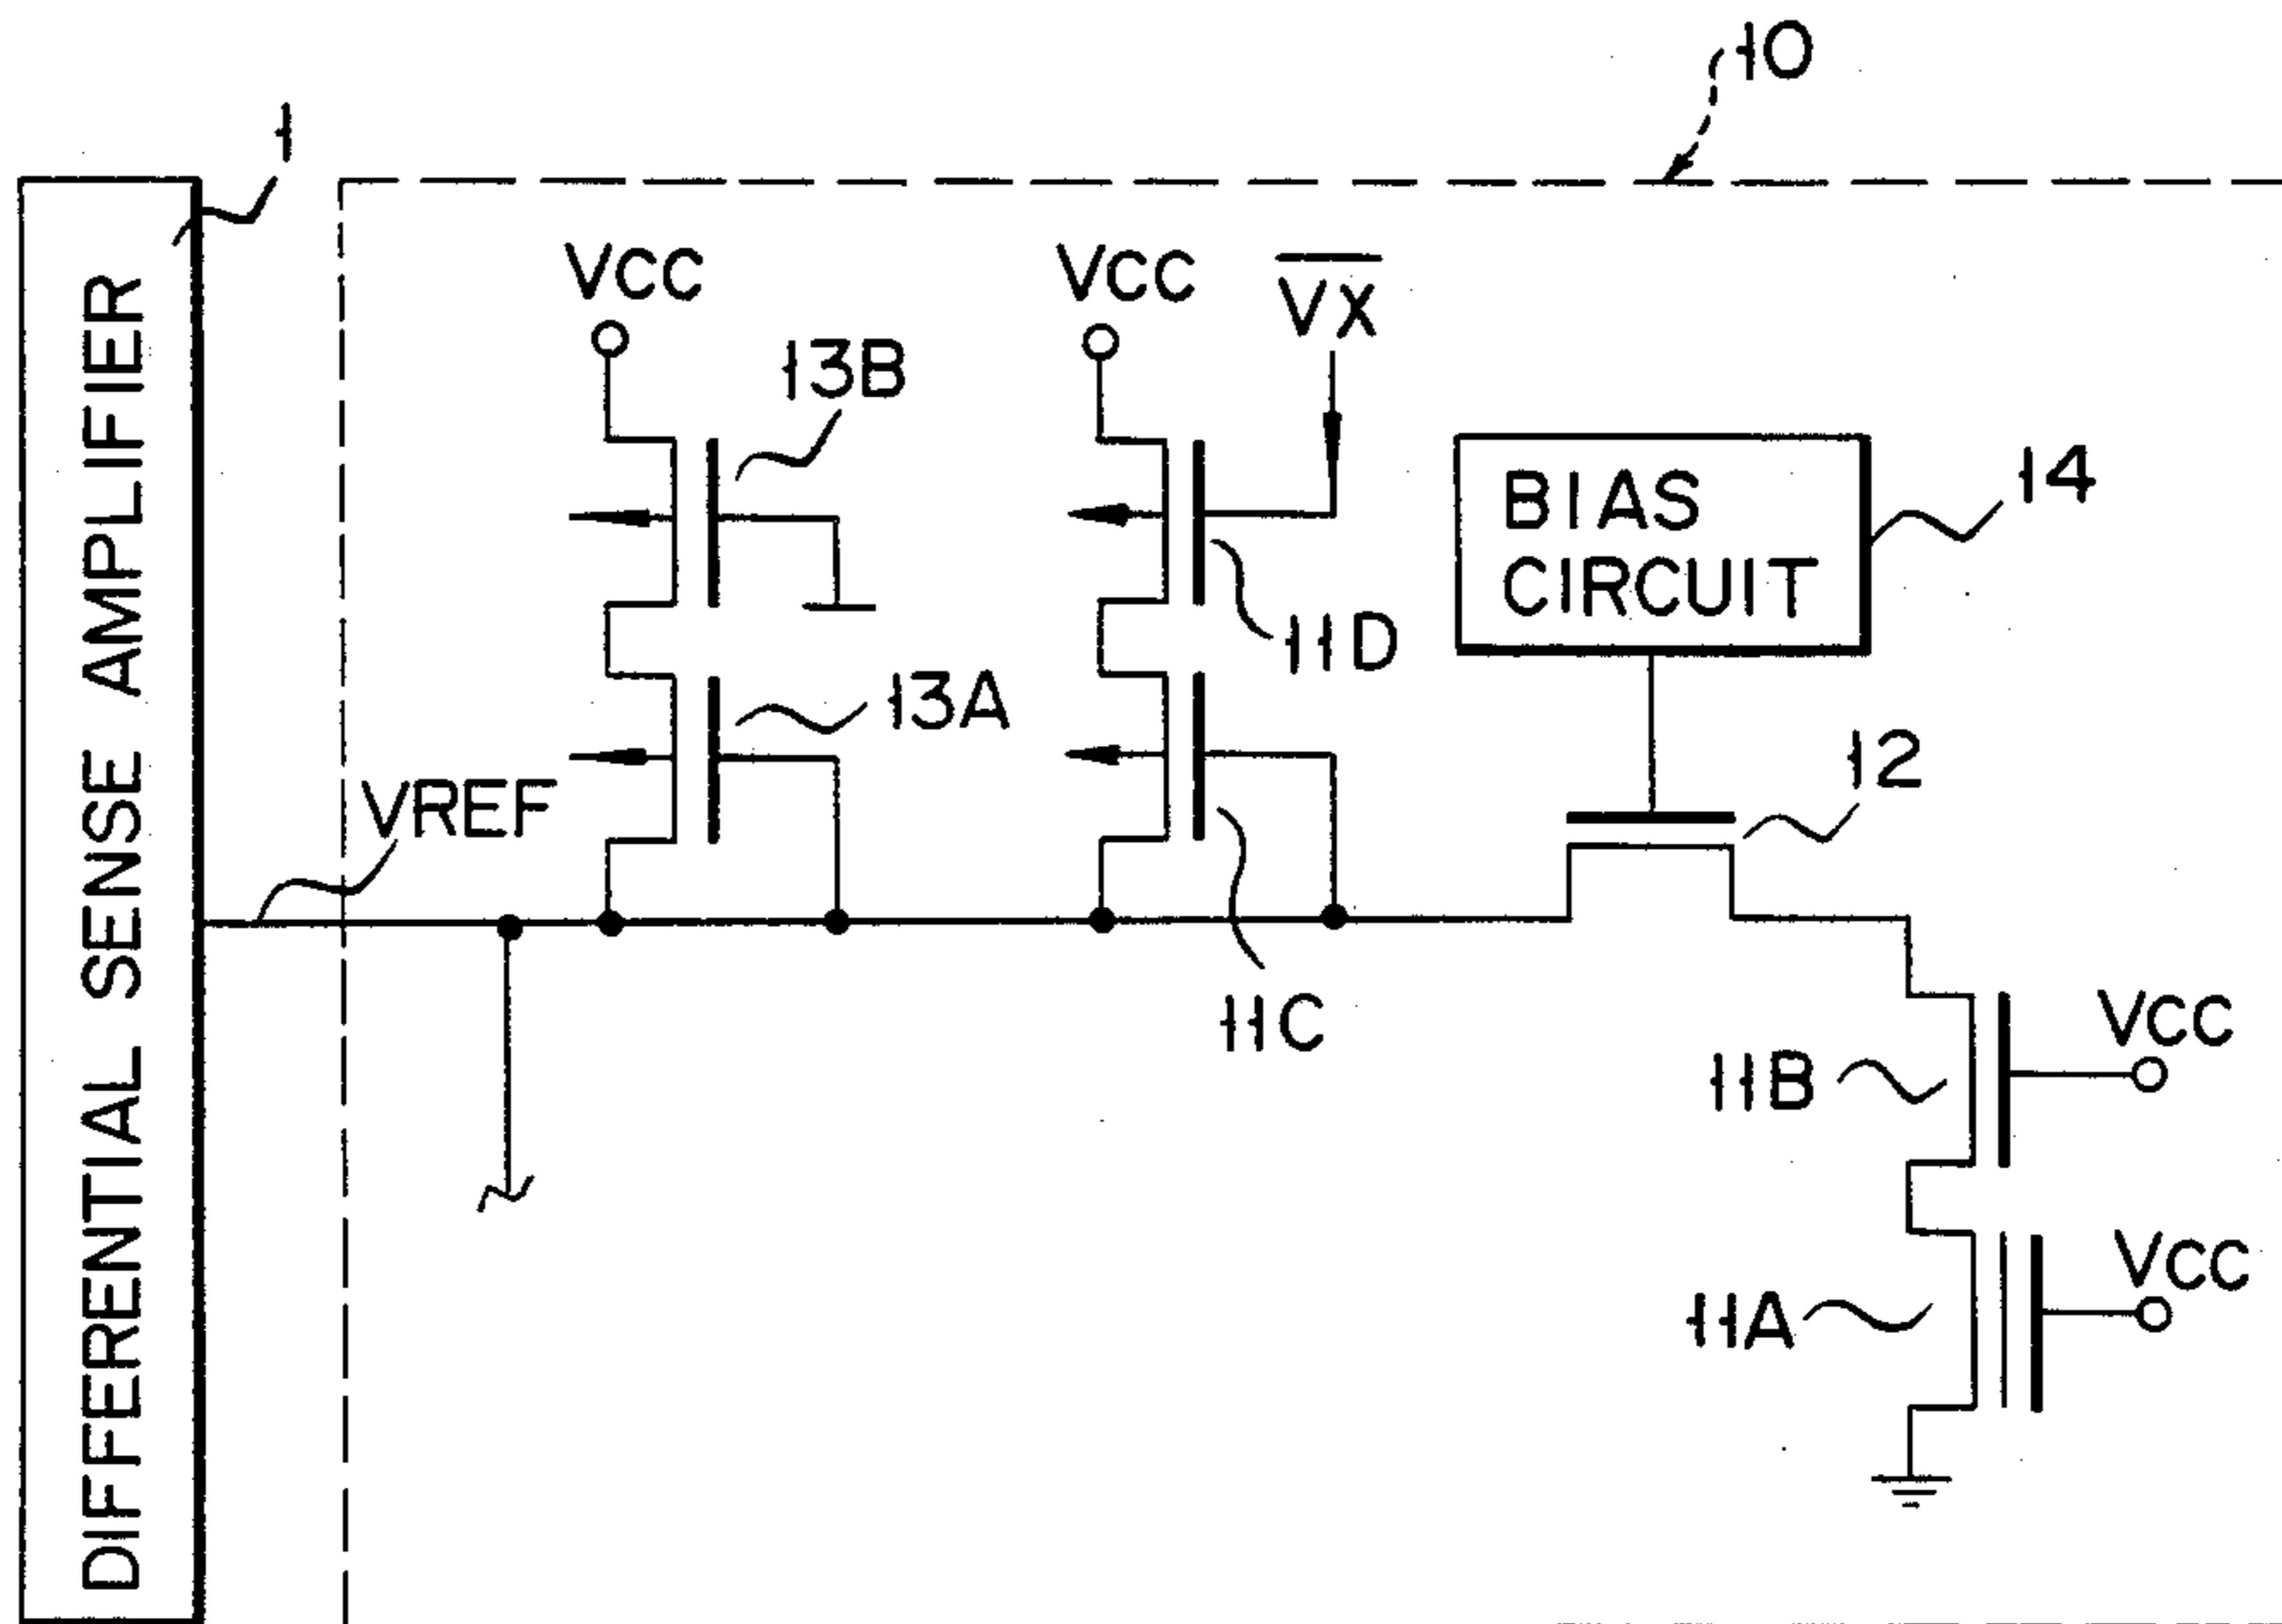 10
1
VCC
VCC
VX
13B
BIAS
CIRCUIT
14
11D
13A
VREF
12
11C
11B
VCC
11A
VCC
DIFFERENTIAL SENSE AMPLIFIER